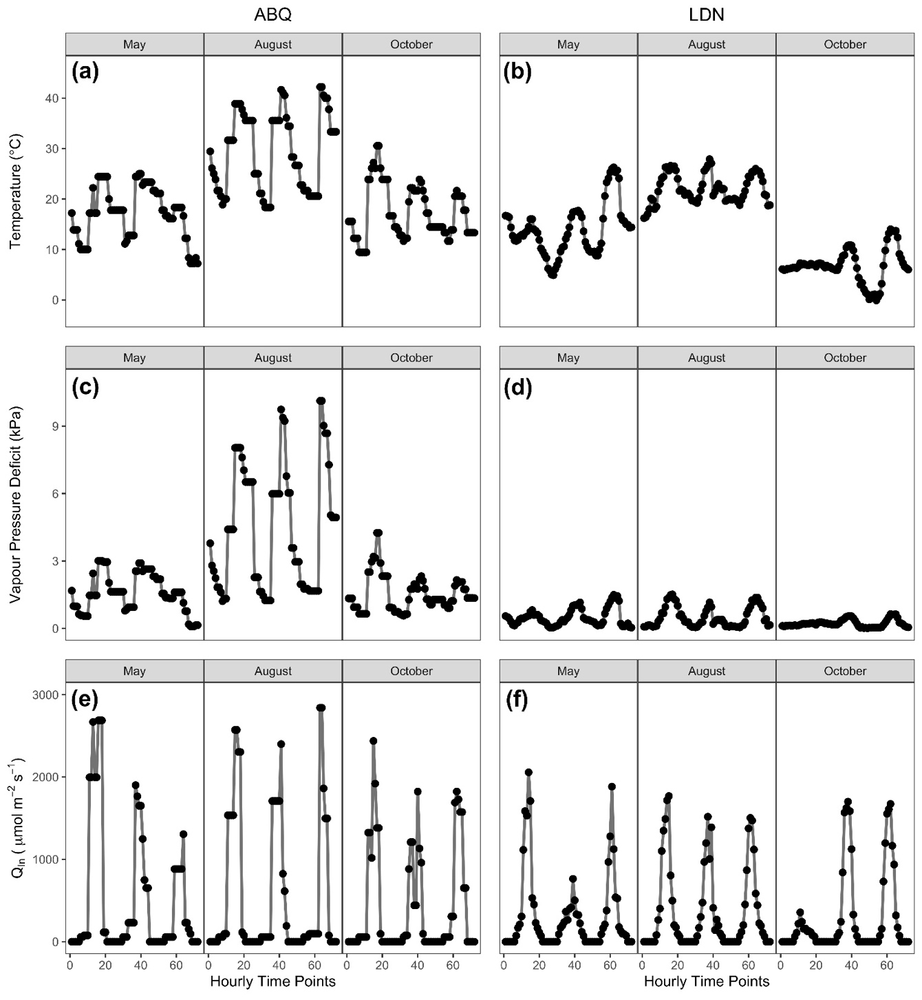 ABQ LDN
May August October May August October
(a) (b)
40
30
20
10
0
Temperature (°C)
May August October May August October
(c) (d)
9
6
3
0
Vapour Pressure Deficit (kPa)
May August October May August October
(e) (f)
3000
2000
1000
0
Q_In ( µmol m⁻² s⁻¹)
0 20 40 60 0 20 40 60 0 20 40 60 0 20 40 60 0 20 40 60 0 20 40 60
Hourly Time Points Hourly Time Points